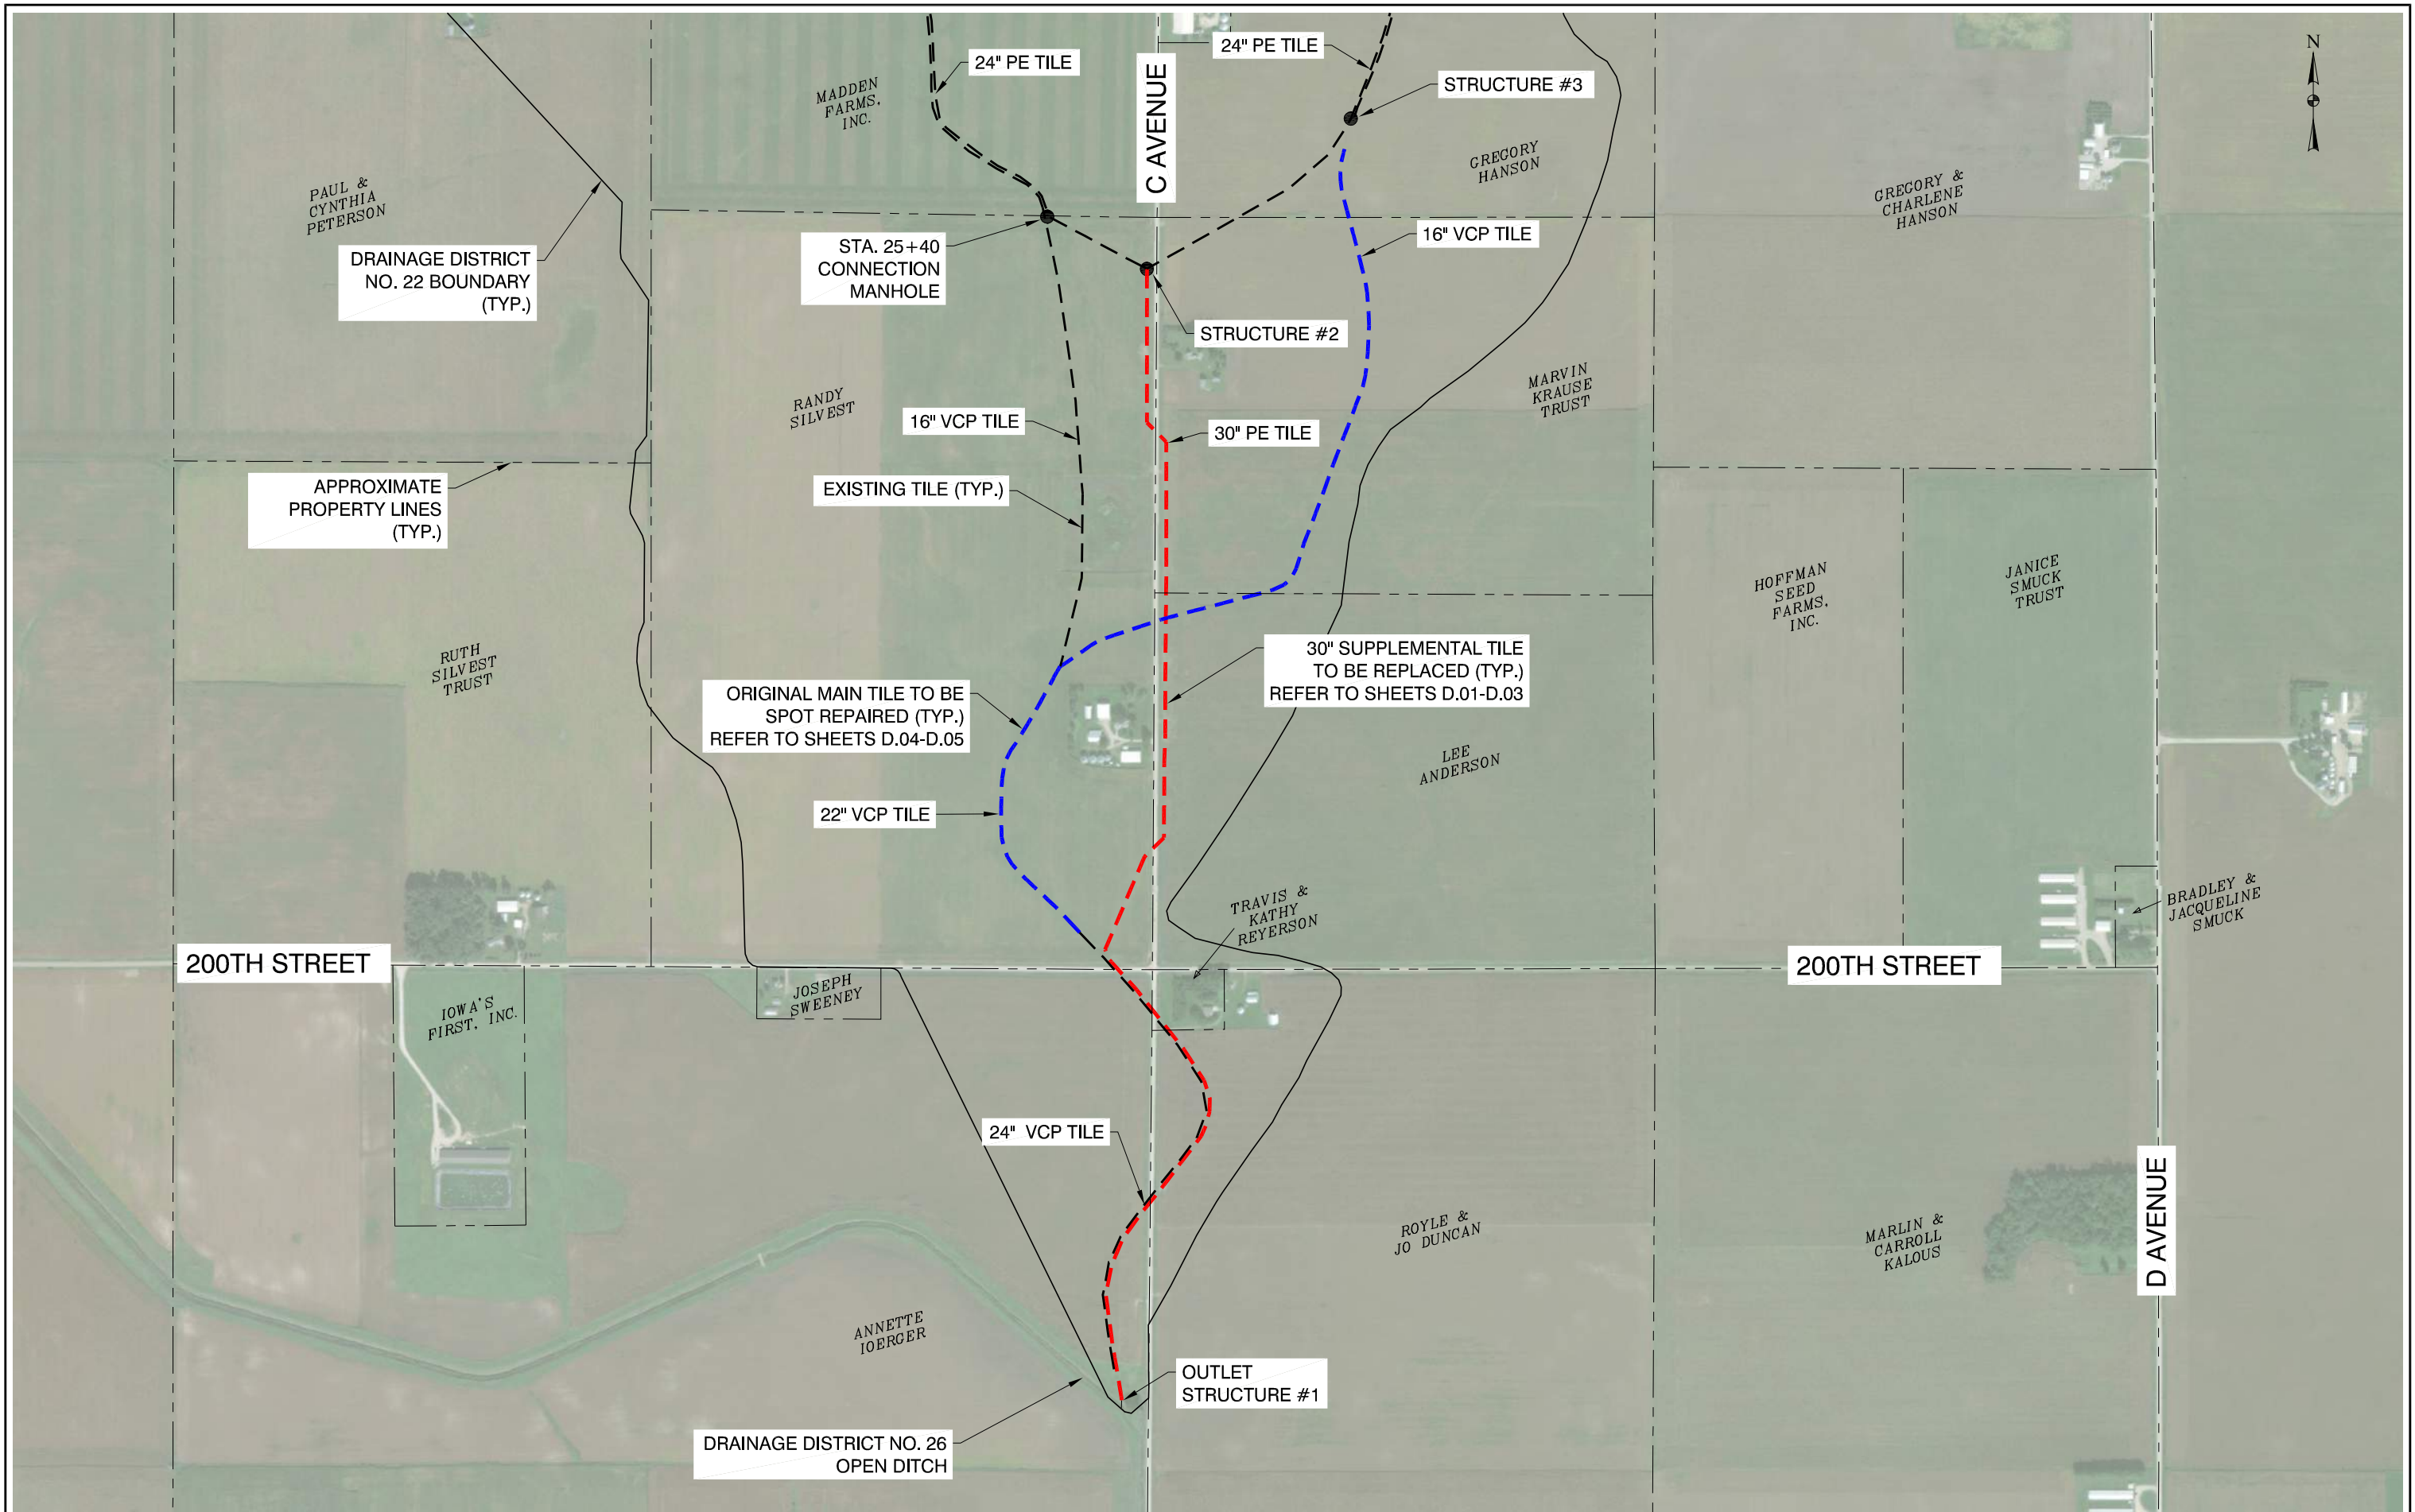 N
24" PE TILE
24" PE TILE
C AVENUE
STRUCTURE #3
MADDEN
FARMS,
INC.
GREGORY
HANSON
PAUL &
CYNTHIA
PETERSON
GREGORY &
CHARLENE
HANSON
DRAINAGE DISTRICT
NO. 22 BOUNDARY
(TYP.)
STA. 25+40
CONNECTION
MANHOLE
16" VCP TILE
STRUCTURE #2
RANDY
SILVEST
MARVIN
KRAUSE
TRUST
16" VCP TILE
30" PE TILE
APPROXIMATE
PROPERTY LINES
(TYP.)
EXISTING TILE (TYP.)
HOFFMAN
SEED
FARMS,
INC.
JANICE
SMUCK
TRUST
RUTH
SILVEST
TRUST
30" SUPPLEMENTAL TILE
TO BE REPLACED (TYP.)
REFER TO SHEETS D.01-D.03
ORIGINAL MAIN TILE TO BE
SPOT REPAIRED (TYP.)
REFER TO SHEETS D.04-D.05
LEE
ANDERSON
22" VCP TILE
TRAVIS &
KATHY
REYERSON
BRADLEY &
JACQUELINE
SMUCK
200TH STREET
200TH STREET
IOWA'S
FIRST, INC.
JOSEPH
SWEENEY
24" VCP TILE
ROYLE &
JO DUNCAN
MARLIN &
CARROLL
KALOUS
D AVENUE
ANNETTE
IOERGER
OUTLET
STRUCTURE #1
DRAINAGE DISTRICT NO. 26
OPEN DITCH